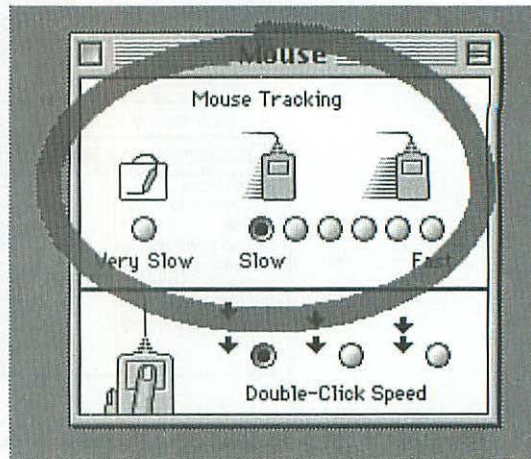 Mouse
Mouse Tracking
Very Slow
Slow
Fast
Double-Click Speed